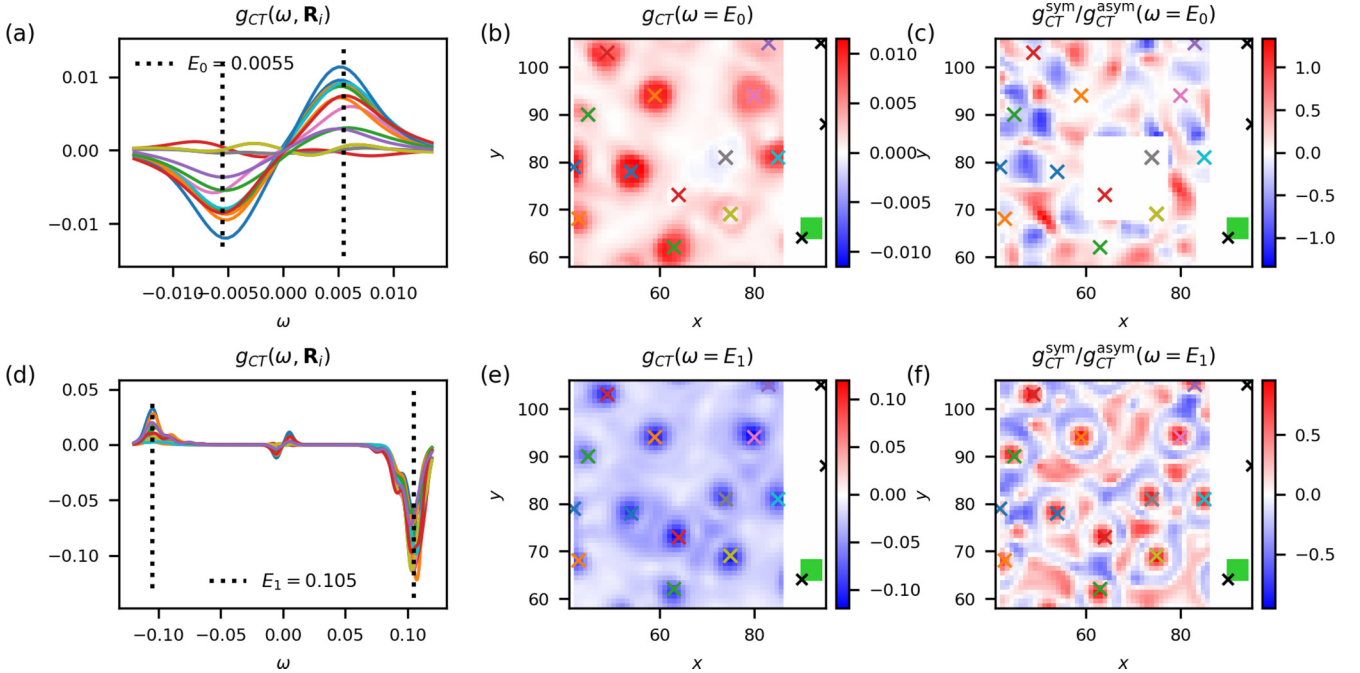 (a)
g_CT(ω, R_i)
E_0 = 0.0055
0.01
0.00
−0.01
−0.010
−0.005
0.000
0.005
0.010
ω
(b)
g_CT(ω = E_0)
y
100
90
80
70
60
60
80
x
0.010
0.005
0.000
−0.005
−0.010
(c)
g_CT^sym/g_CT^asym(ω = E_0)
y
100
90
80
70
60
60
80
x
1.0
0.5
0.0
−0.5
−1.0
(d)
g_CT(ω, R_i)
0.05
0.00
−0.05
−0.10
E_1 = 0.105
−0.10
−0.05
0.00
0.05
0.10
ω
(e)
g_CT(ω = E_1)
y
100
90
80
70
60
60
80
x
0.10
0.05
0.00
−0.05
−0.10
(f)
g_CT^sym/g_CT^asym(ω = E_1)
y
100
90
80
70
60
60
80
x
0.5
0.0
−0.5